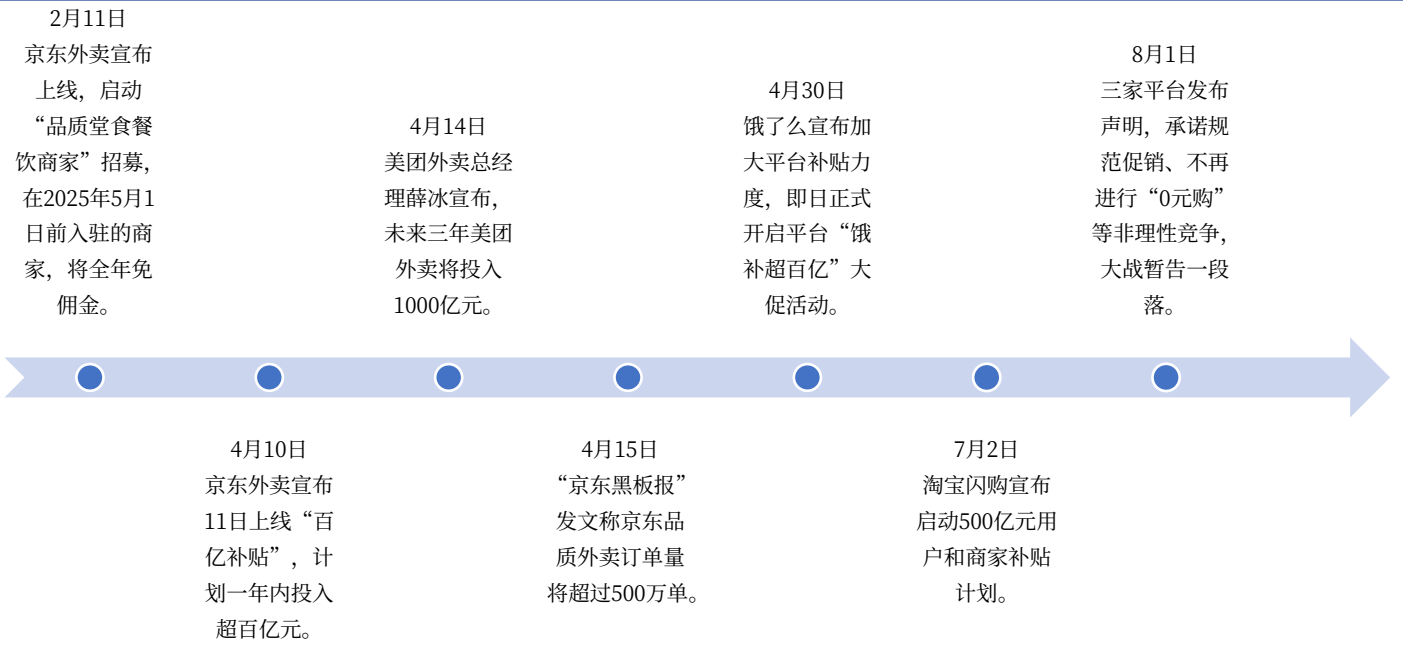 2月11日
京东外卖宣布
上线，启动
“品质堂食餐
饮商家”招募，
在2025年5月1
日前入驻的商
家，将全年免
佣金。
4月10日
京东外卖宣布
11日上线“百
亿补贴”，计
划一年内投入
超百亿元。
4月14日
美团外卖总经
理薛冰宣布，
未来三年美团
外卖将投入
1000亿元。
4月15日
“京东黑板报”
发文称京东品
质外卖订单量
将超过500万单。
4月30日
饿了么宣布加
大平台补贴力
度，即日正式
开启平台“饿
补超百亿”大
促活动。
7月2日
淘宝闪购宣布
启动500亿元用
户和商家补贴
计划。
8月1日
三家平台发布
声明，承诺规
范促销、不再
进行“0元购”
等非理性竞争，
大战暂告一段
落。